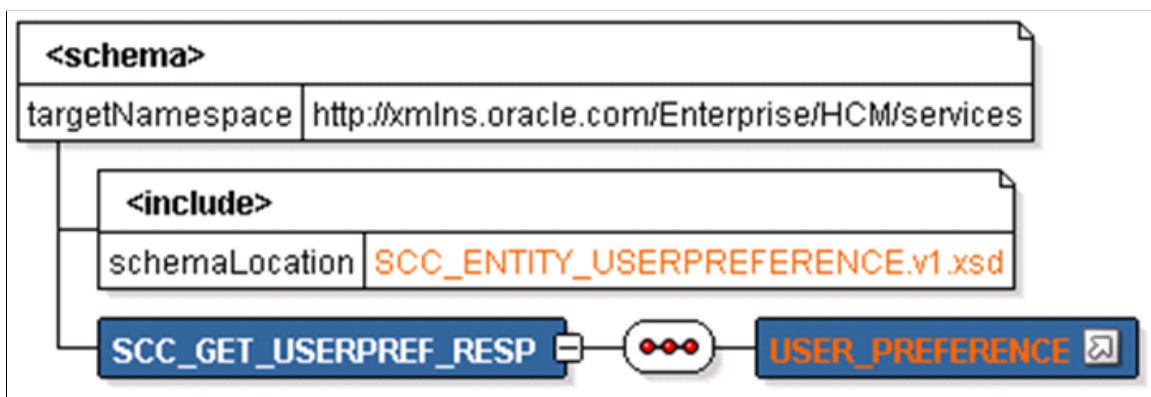 <schema>
targetNamespace http://xmlns.oracle.com/Enterprise/HCM/services
<include>
schemaLocation SCC_ENTITY_USERPREFERENCE.v1.xsd
SCC_GET_USERPREF_RESP USER_PREFERENCE